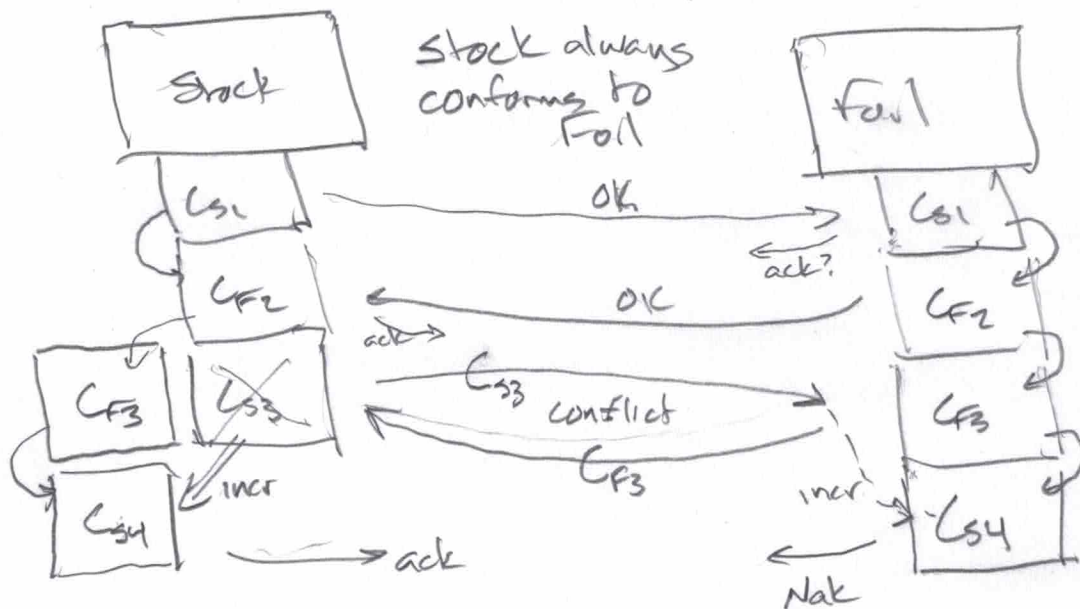 Stock
Stock always
conforms to
Foil
Foil
CS1
OK
CS1
ack?
CF2
OK
CF2
ack
CF3
CS3
CS3
conflict
CF3
CF3
incr
incr
CS4
CS4
ack
Nak